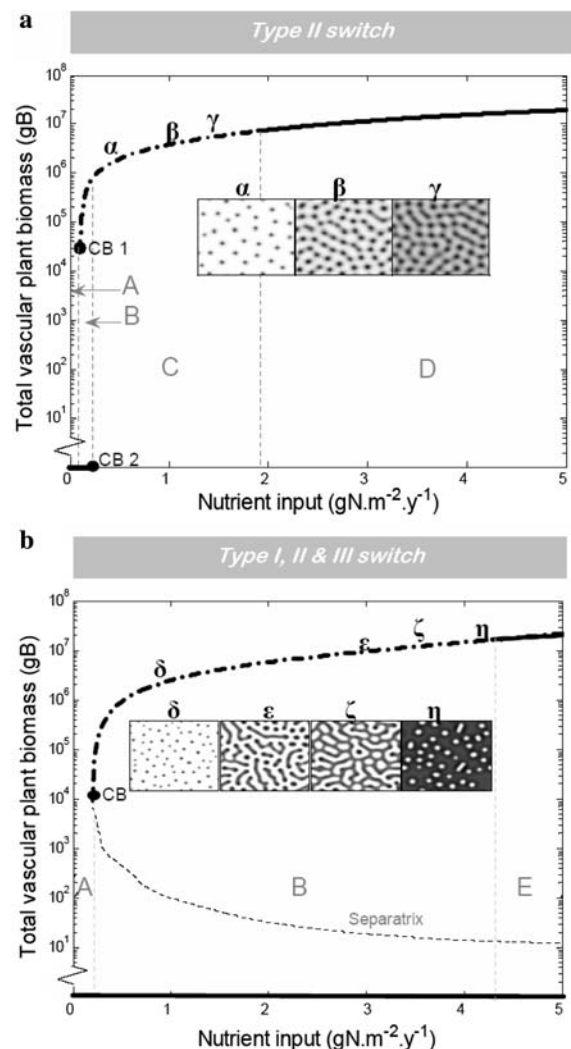 a
Type II switch
Total vascular plant biomass (gB)
10^8
10^7
10^6
10^5
10^4
10^3
10^2
10^1
α
β
γ
α
β
γ
CB 1
A
B
C
D
CB 2
0
1
2
3
4
5
Nutrient input (gN.m^-2.y^-1)
b
Type I, II & III switch
Total vascular plant biomass (gB)
10^8
10^7
10^6
10^5
10^4
10^3
10^2
10^1
δ
ε
ζ
η
δ
ε
ζ
η
CB
A
B
E
Separatrix
0
1
2
3
4
5
Nutrient input (gN.m^-2.y^-1)